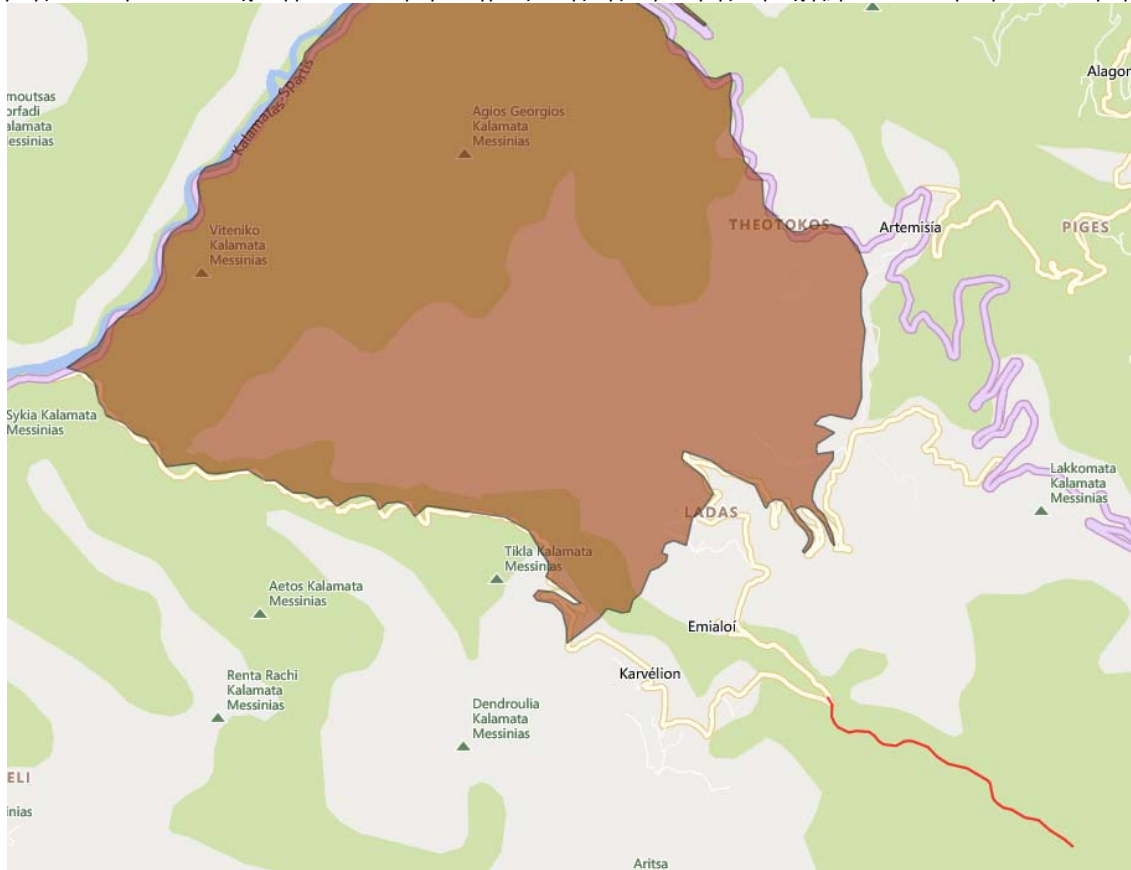 Alagon
moutsas
orfadi
alamata
essinias
Kalamatas-Spartis
Agios Georgios
Kalamata
Messinias
Viteniko
Kalamata
Messinias
THEOTOKOS
Artemisía
PIGES
Sykia Kalamata
Messinias
Lakkomata
Kalamata
Messinias
LADAS
Tikla Kalamata
Messinias
Aetos Kalamata
Messinias
Emialoí
Renta Rachi
Kalamata
Messinias
Karvélion
Dendroulia
Kalamata
Messinias
ELI
inias
Aritsa